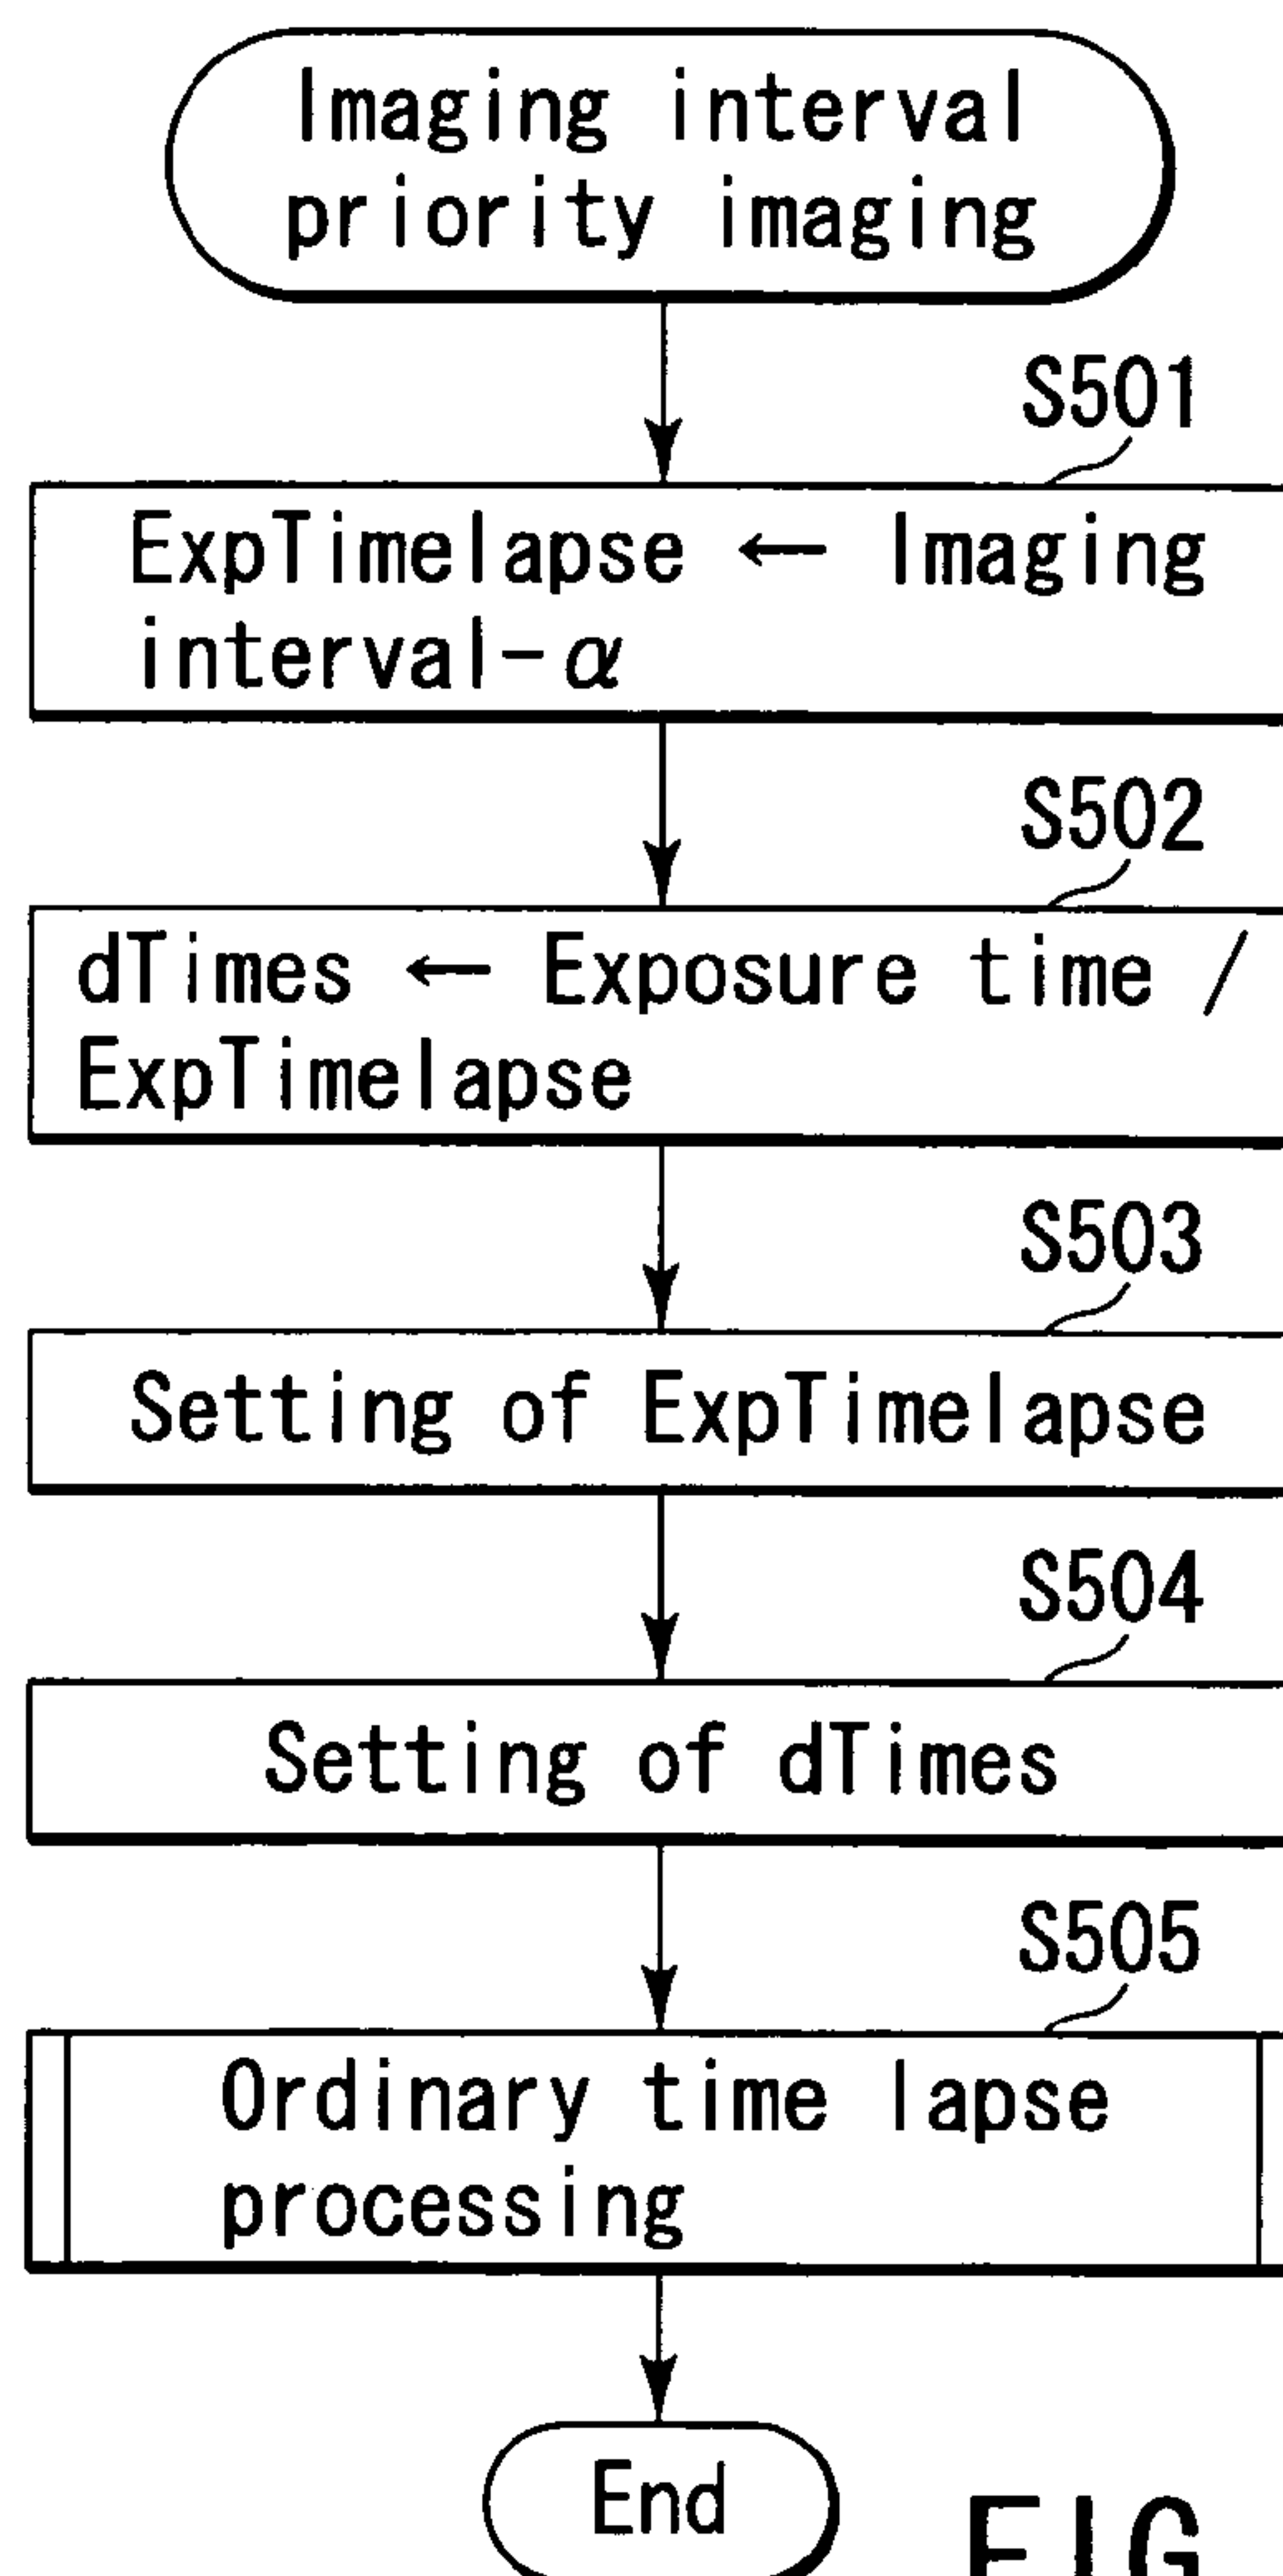 Imaging interval
priority imaging
S501
ExpTimelapse ← Imaging
interval-α
S502
dTimes ← Exposure time /
ExpTimelapse
S503
Setting of ExpTimelapse
S504
Setting of dTimes
S505
Ordinary time lapse
processing
End
FIG